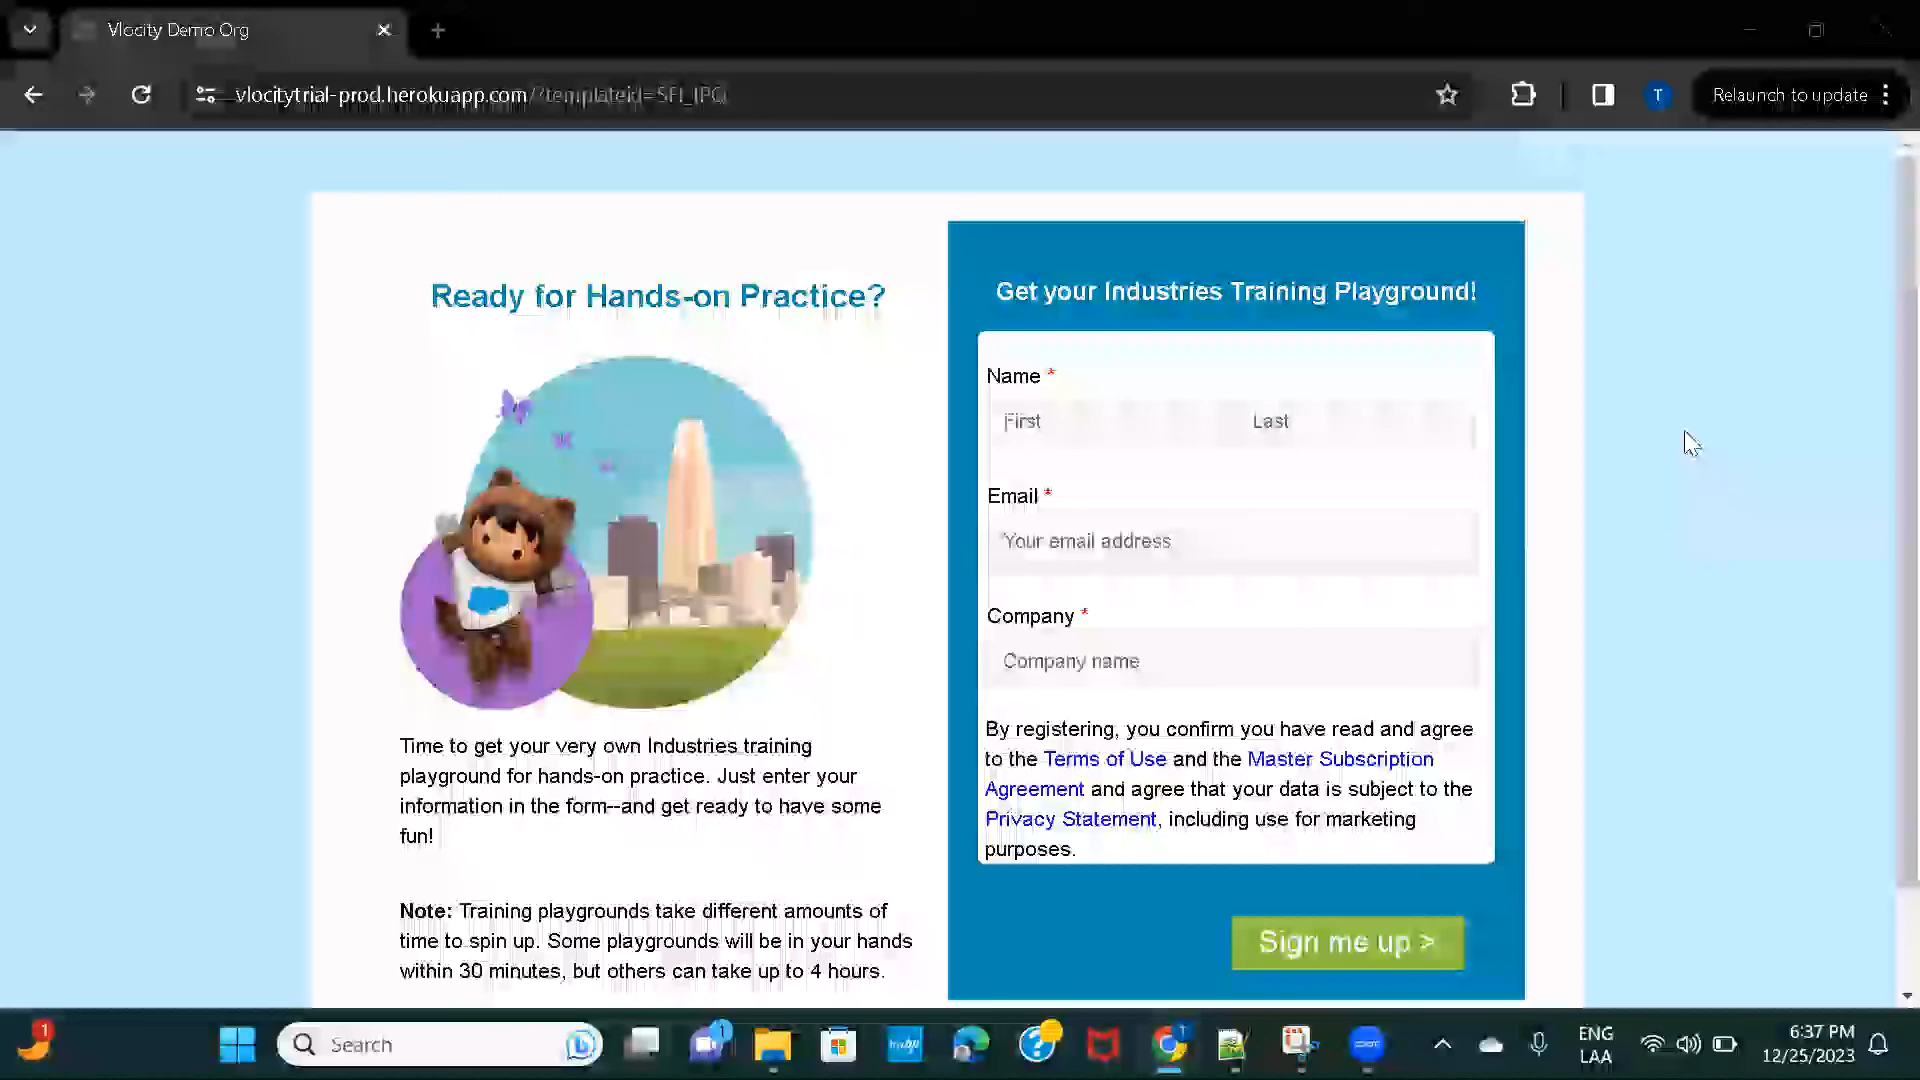 Vlocity Demo Org
vlocitytrial-prod.herokuapp.com/?templateid=SFI_IPQ
Relaunch to update
T
Ready for Hands-on Practice?
Time to get your very own Industries training
playground for hands-on practice. Just enter your
information in the form--and get ready to have some
fun!
Note: Training playgrounds take different amounts of
time to spin up. Some playgrounds will be in your hands
within 30 minutes, but others can take up to 4 hours.
Get your Industries Training Playground!
Name *
First Last
Email *
Your email address
Company *
Company name
By registering, you confirm you have read and agree
to the Terms of Use and the Master Subscription
Agreement and agree that your data is subject to the
Privacy Statement, including use for marketing
purposes.
Sign me up >
1
Search
1
1
ENG
LAA
6:37 PM
12/25/2023